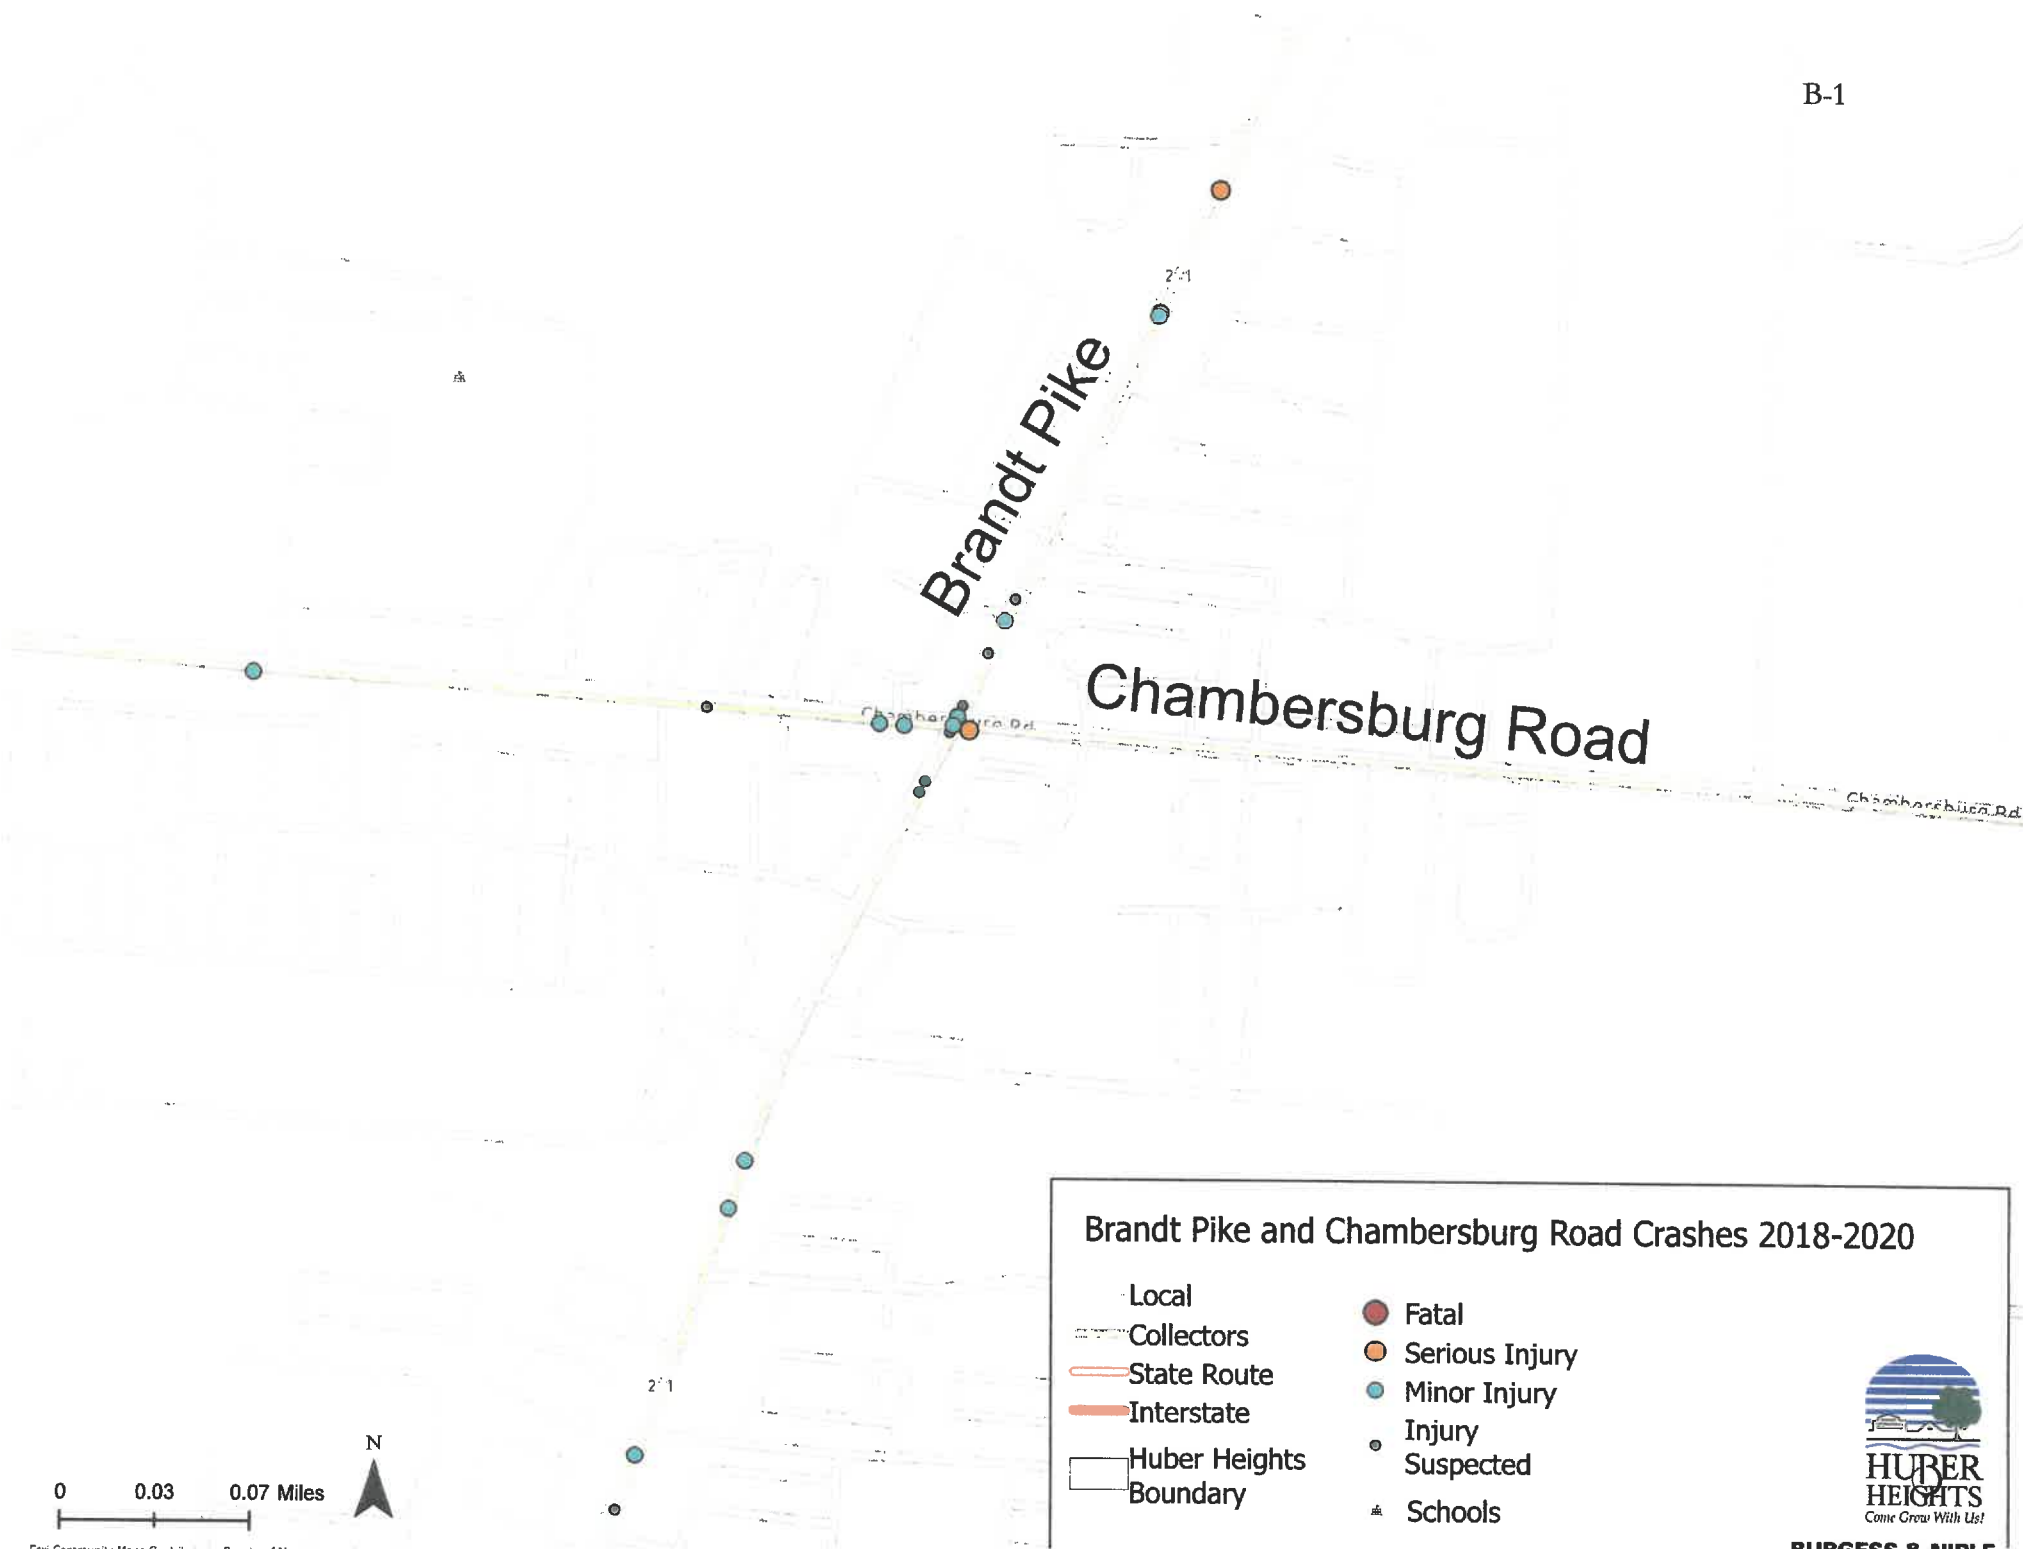 B-1
Brandt Pike
Chambersburg Road
Brandt Pike and Chambersburg Road Crashes 2018-2020
Local
Collectors
State Route
Interstate
Huber Heights
Boundary
Fatal
Serious Injury
Minor Injury
Injury
Suspected
Schools
N
0 0.03 0.07 Miles
HUBER
HEIGHTS
Come Grow With Us!